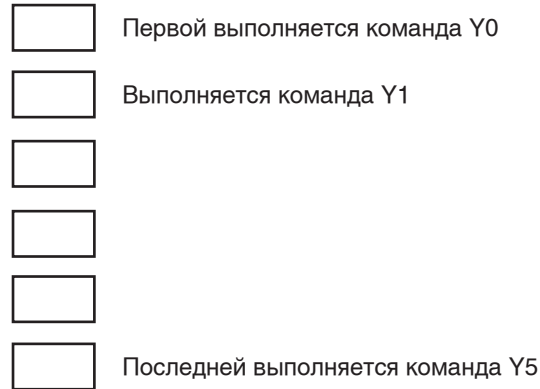 Первой выполняется команда Y0
Выполняется команда Y1
Последней выполняется команда Y5